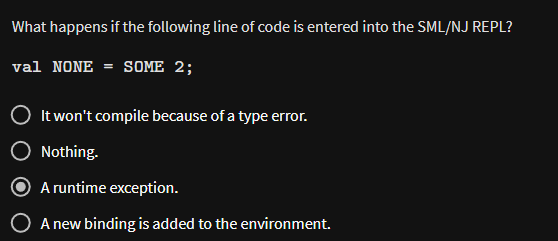 What happens if the following line of code is entered into the SML/NJ REPL?
val NONE = SOME 2;
It won't compile because of a type error.
Nothing.
A runtime exception.
A new binding is added to the environment.